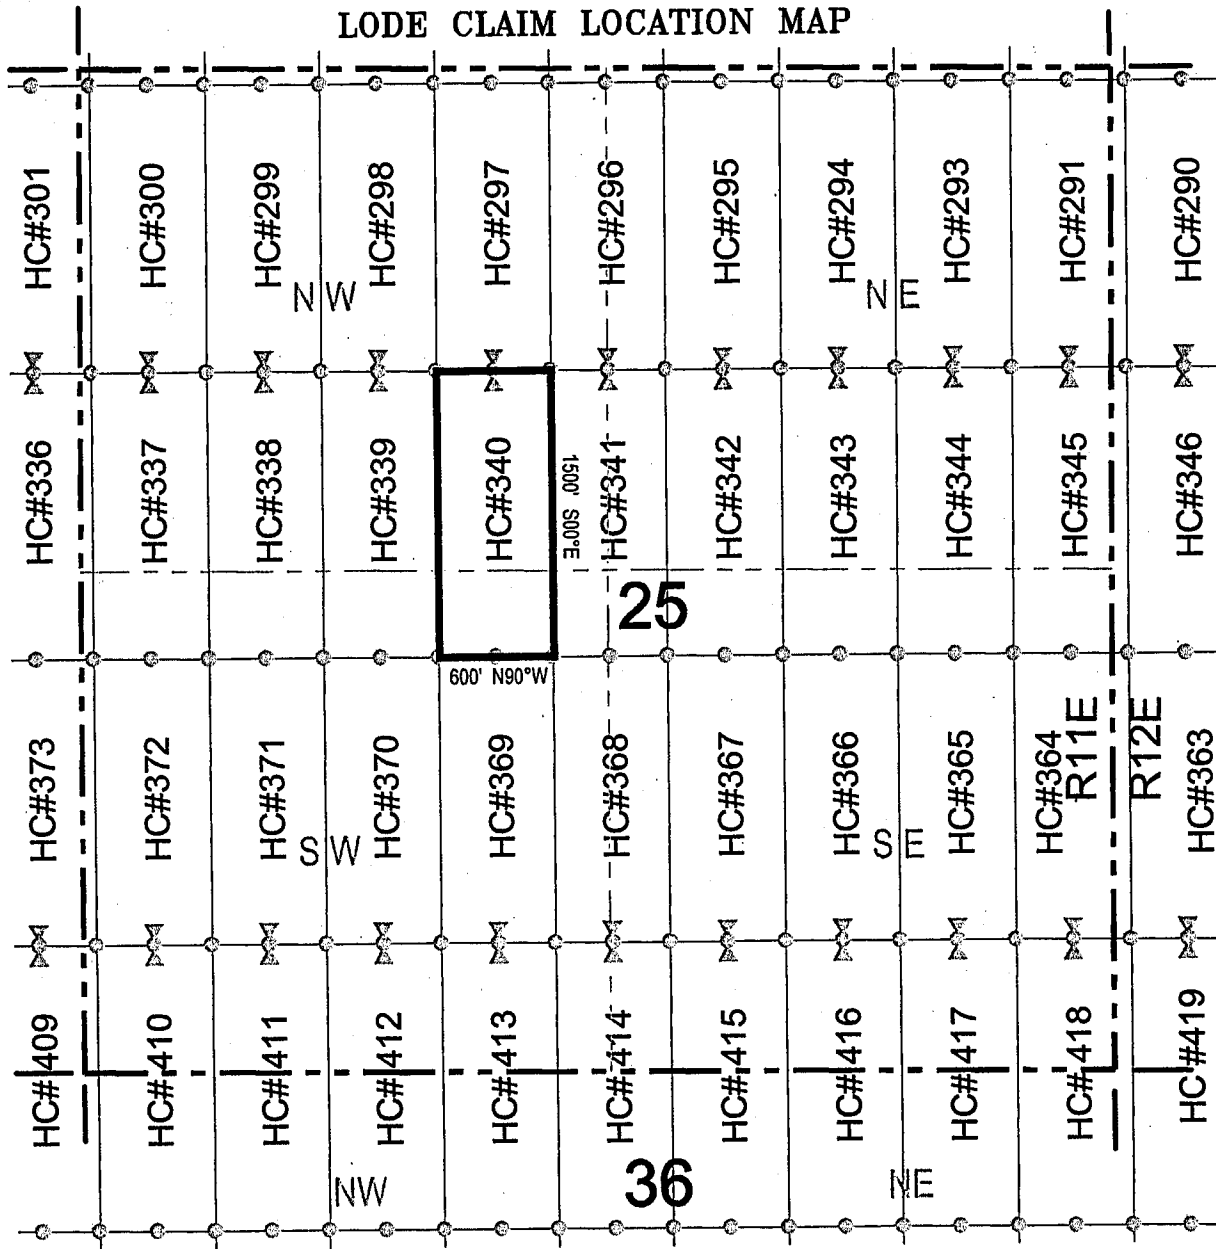 LODE CLAIM LOCATION MAP
HC#301
HC#300
HC#299
HC#298
HC#297
HC#296
HC#295
HC#294
HC#293
HC#291
HC#290
NW
NE
HC#336
HC#337
HC#338
HC#339
HC#340
1500' S00°E
HC#341
HC#342
HC#343
HC#344
HC#345
HC#346
25
600' N90°W
HC#373
HC#372
HC#371
HC#370
HC#369
HC#368
HC#367
HC#366
HC#365
HC#364
R11E
R12E
HC#363
SW
SE
HC#409
HC#410
HC#411
HC#412
HC#413
HC#414
HC#415
HC#416
HC#417
HC#418
HC#419
NW
36
NE